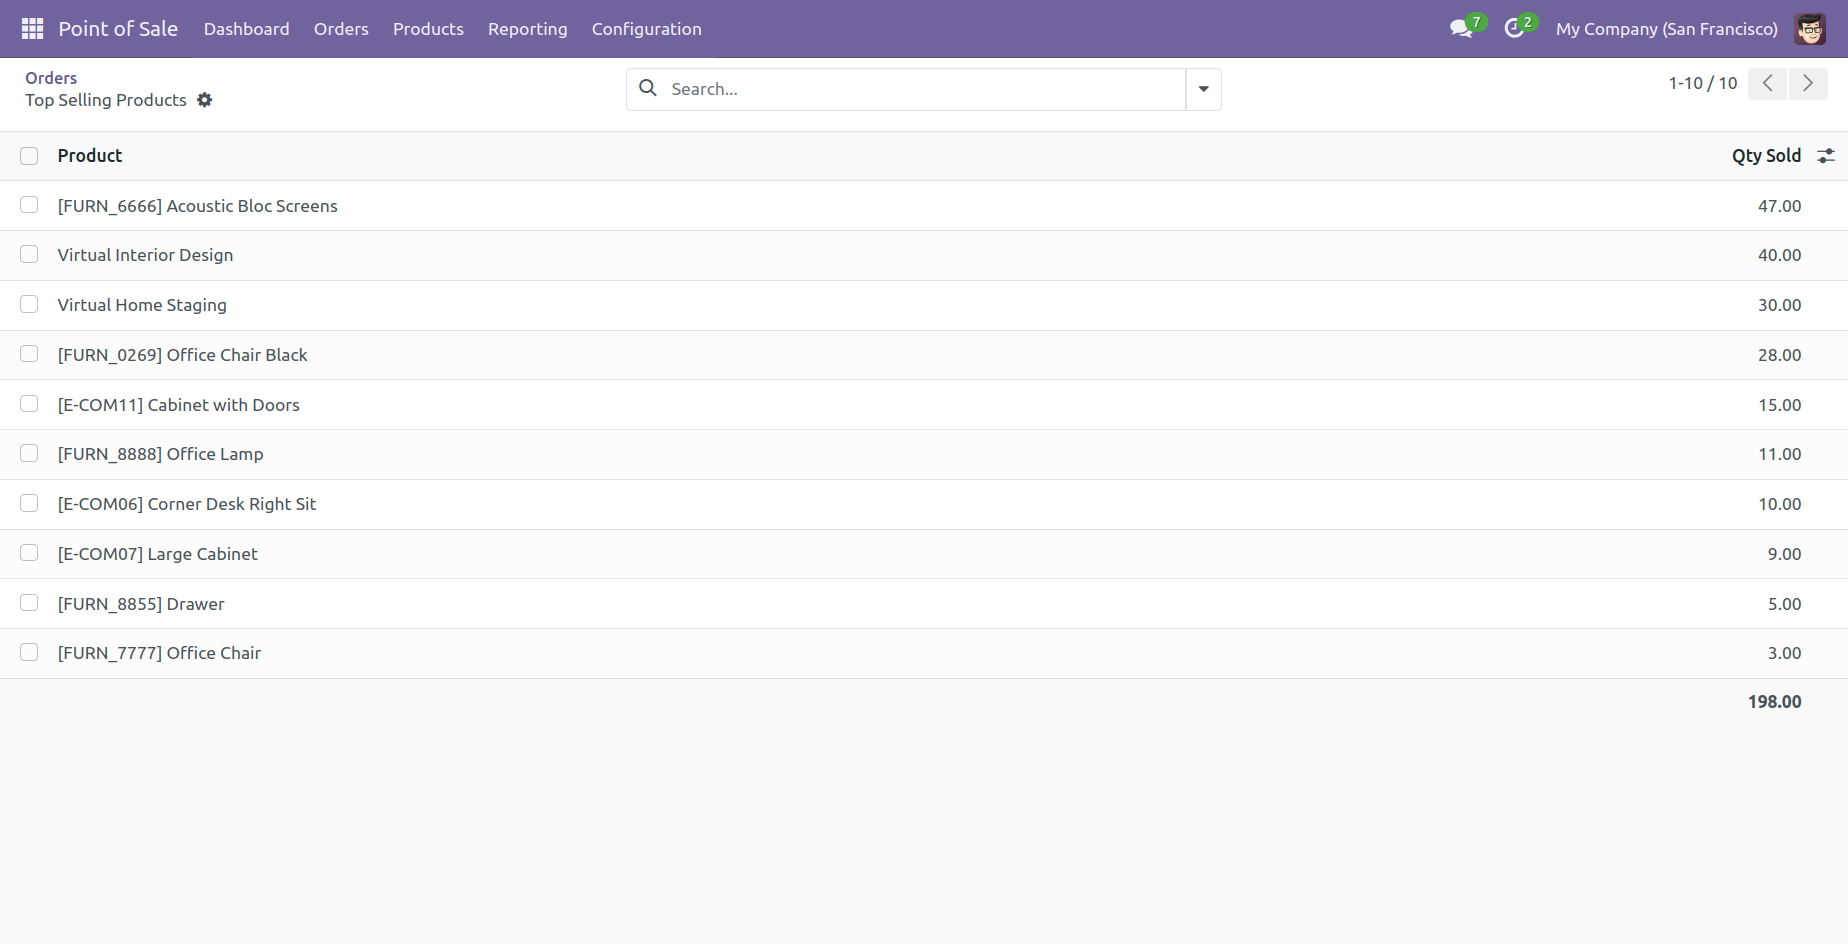 Point of Sale Dashboard Orders Products Reporting Configuration 7 2 My Company (San Francisco)
Orders
Top Selling Products
Search...
1-10 / 10
Product Qty Sold
[FURN_6666] Acoustic Bloc Screens 47.00
Virtual Interior Design 40.00
Virtual Home Staging 30.00
[FURN_0269] Office Chair Black 28.00
[E-COM11] Cabinet with Doors 15.00
[FURN_8888] Office Lamp 11.00
[E-COM06] Corner Desk Right Sit 10.00
[E-COM07] Large Cabinet 9.00
[FURN_8855] Drawer 5.00
[FURN_7777] Office Chair 3.00
198.00